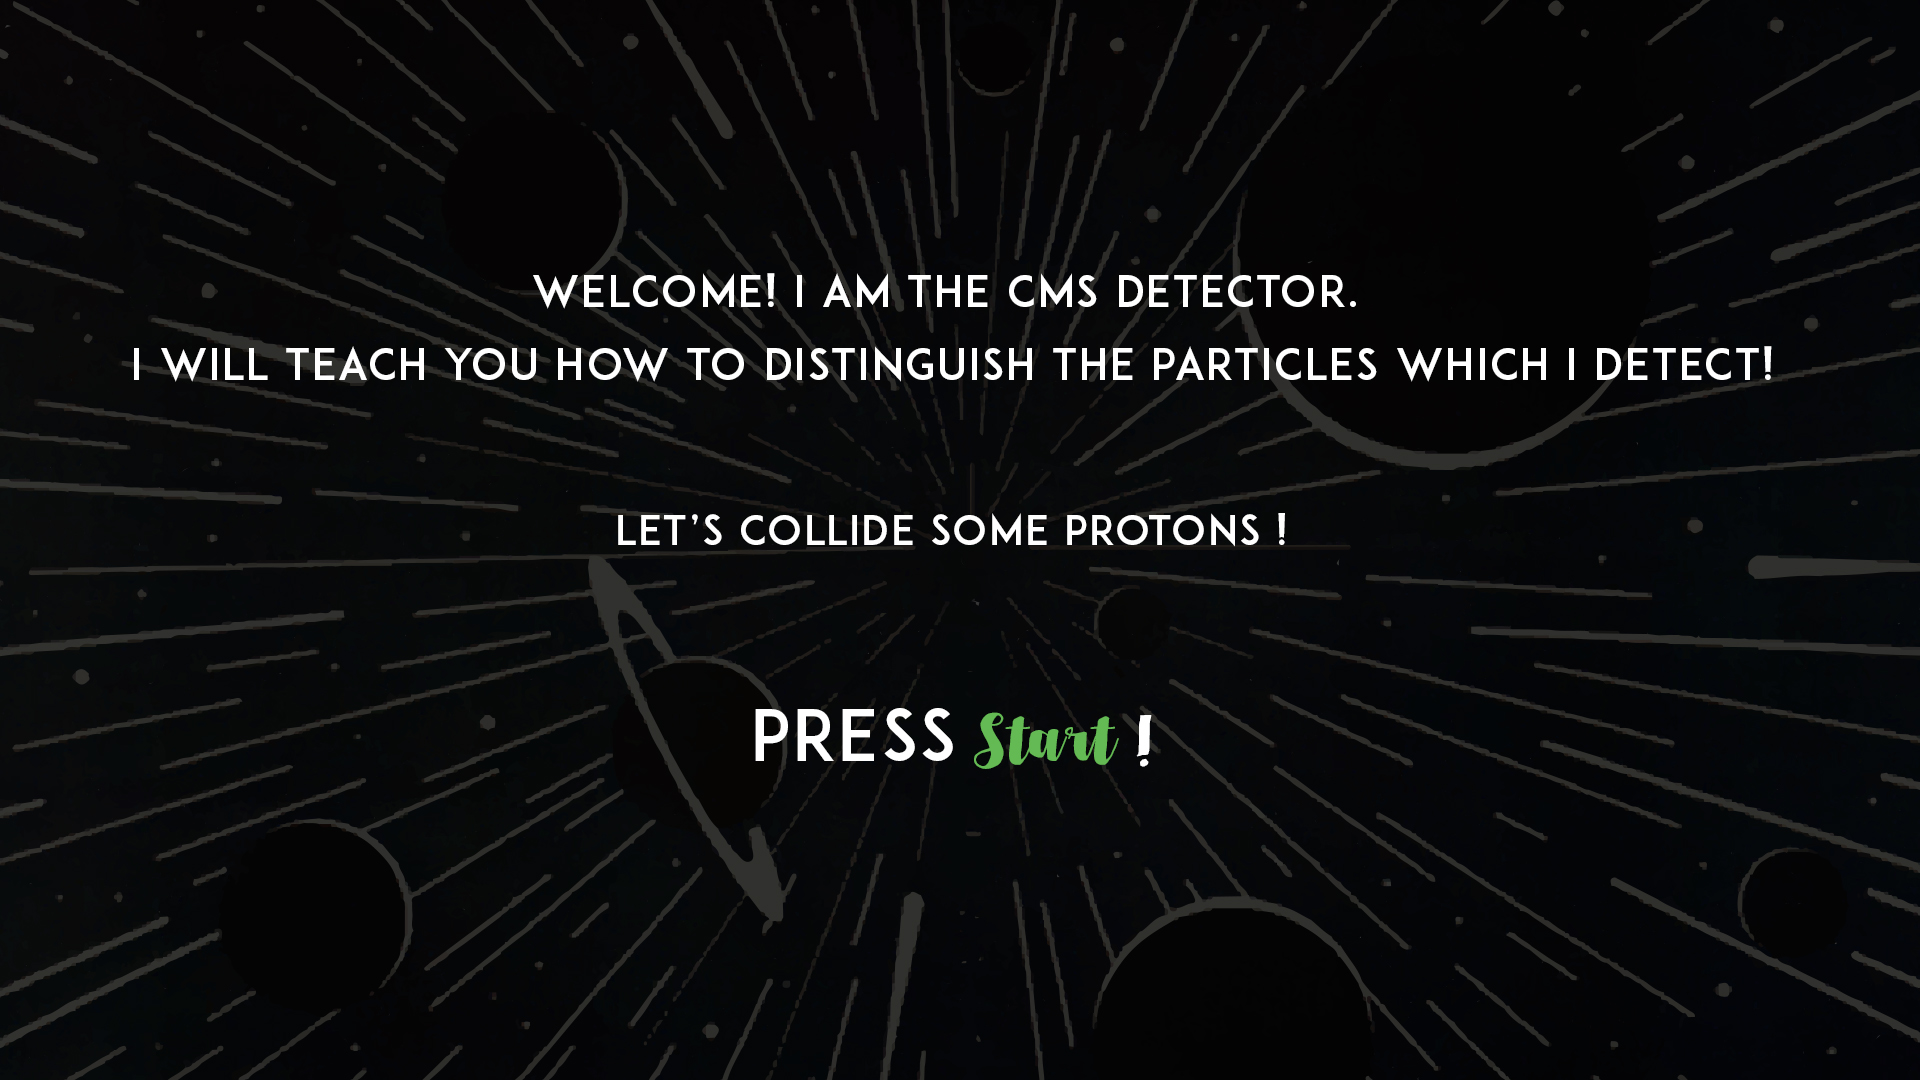 WELCOME! I AM THE CMS DETECTOR.
I WILL TEACH YOU HOW TO DISTINGUISH THE PARTICLES WHICH I DETECT!
LET'S COLLIDE SOME PROTONS !
PRESS Start !